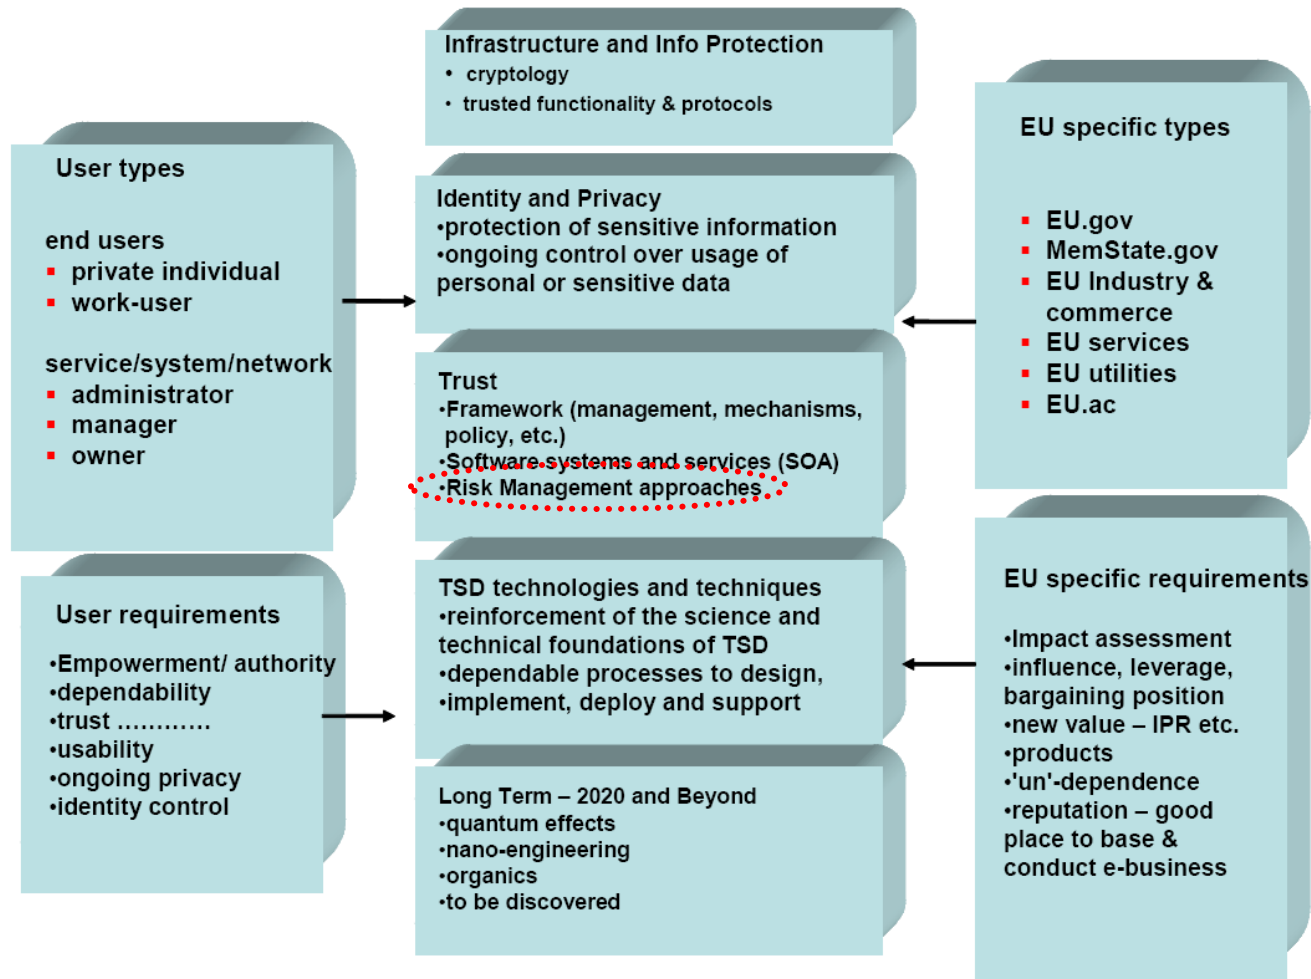 Infrastructure and Info Protection
• cryptology
• trusted functionality & protocols
User types
end users
▪ private individual
▪ work-user
service/system/network
▪ administrator
▪ manager
▪ owner
Identity and Privacy
•protection of sensitive information
•ongoing control over usage of
personal or sensitive data
EU specific types
▪ EU.gov
▪ MemState.gov
▪ EU Industry &
commerce
▪ EU services
▪ EU utilities
▪ EU.ac
Trust
•Framework (management, mechanisms,
policy, etc.)
•Software systems and services (SOA)
•Risk Management approaches
User requirements
•Empowerment/ authority
•dependability
•trust …………
•usability
•ongoing privacy
•identity control
TSD technologies and techniques
•reinforcement of the science and
technical foundations of TSD
•dependable processes to design,
•implement, deploy and support
EU specific requirements
•Impact assessment
•influence, leverage,
bargaining position
•new value – IPR etc.
•products
•'un'-dependence
•reputation – good
place to base &
conduct e-business
Long Term – 2020 and Beyond
•quantum effects
•nano-engineering
•organics
•to be discovered